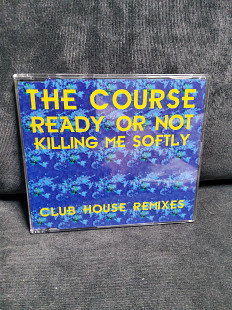 THE COURSE
READY OR NOT
KILLING ME SOFTLY
CLUB HOUSE REMIXES